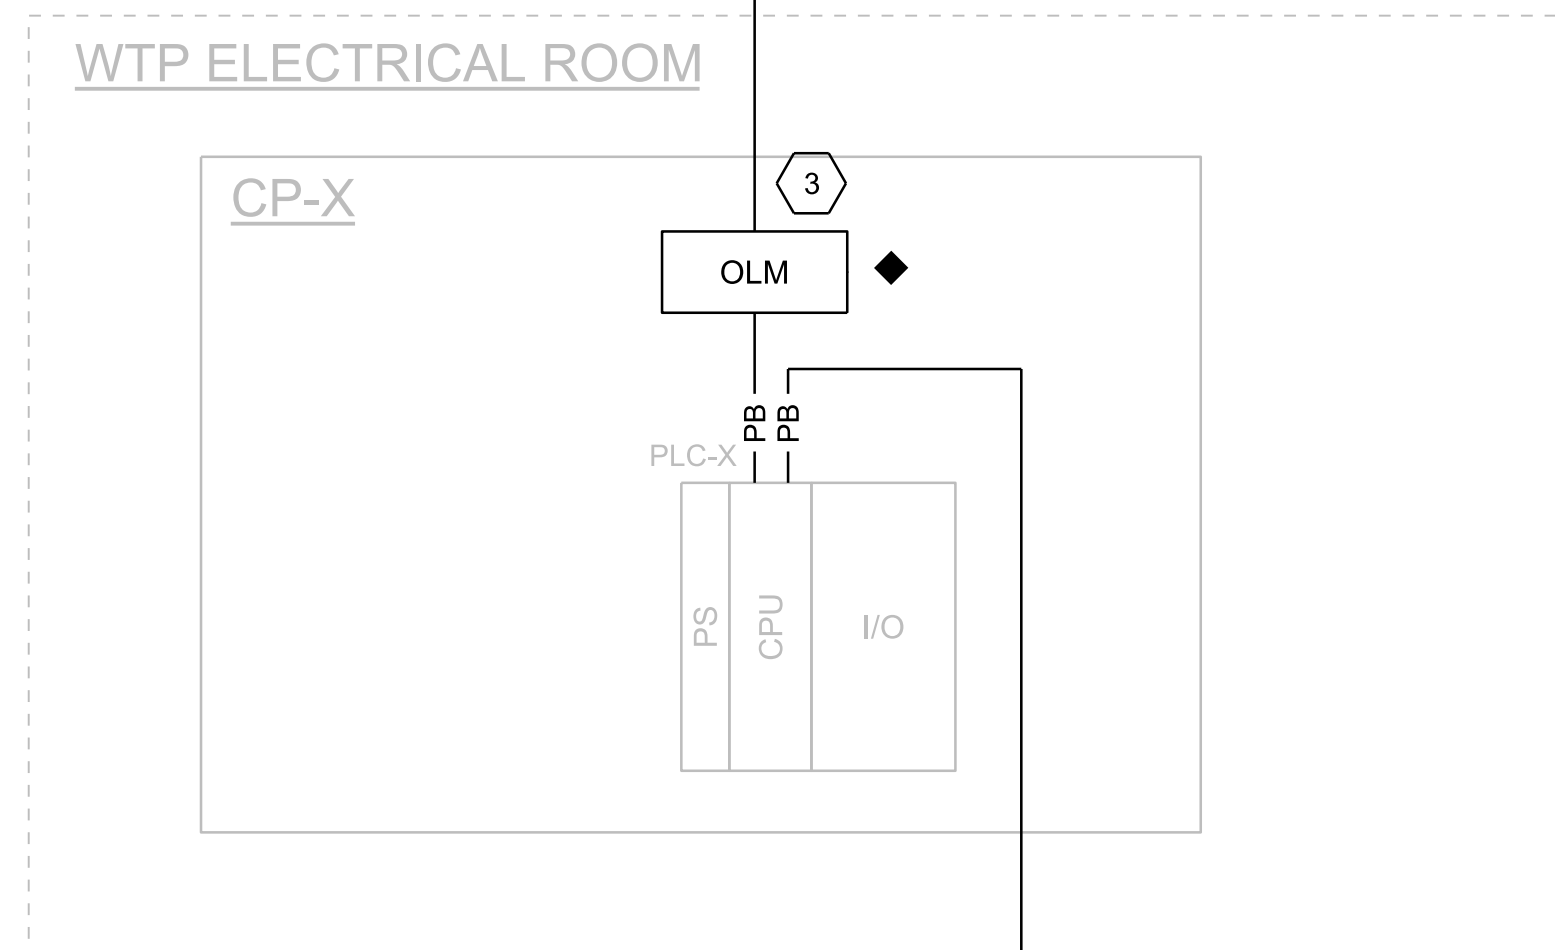 WTP ELECTRICAL ROOM
CP-X
3
OLM
PB
PB
PLC-X
PS
CPU
I/O